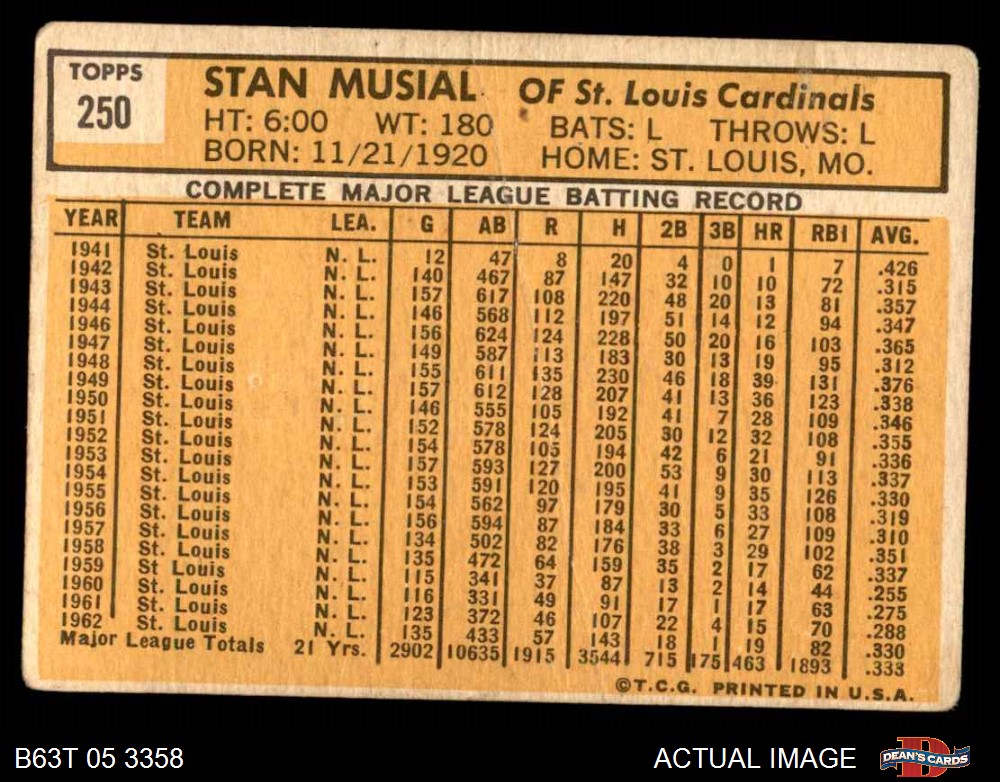 TOPPS
250
STAN MUSIAL OF St. Louis Cardinals
HT: 6:00 WT: 180 BATS: L THROWS: L
BORN: 11/21/1920 HOME: ST. LOUIS, MO.
COMPLETE MAJOR LEAGUE BATTING RECORD
YEAR TEAM LEA. G AB R H 2B 3B HR RBI AVG.
1941 St. Louis N. L. 12 47 8 20 4 0 1 7 .426
1942 St. Louis N. L. 140 467 87 147 32 10 10 72 .315
1943 St. Louis N. L. 157 617 108 220 48 20 13 81 .357
1944 St. Louis N. L. 146 568 112 197 51 14 12 94 .347
1946 St. Louis N. L. 156 624 124 228 50 20 16 103 .365
1947 St. Louis N. L. 149 587 113 183 30 13 19 95 .312
1948 St. Louis N. L. 155 611 135 230 46 18 39 131 .376
1949 St. Louis N. L. 157 612 128 207 41 13 36 123 .338
1950 St. Louis N. L. 146 555 105 192 41 7 28 109 .346
1951 St. Louis N. L. 152 578 124 205 30 12 32 108 .355
1952 St. Louis N. L. 154 578 105 194 42 6 21 91 .336
1953 St. Louis N. L. 157 593 127 200 53 9 30 113 .337
1954 St. Louis N. L. 153 591 120 195 41 9 35 126 .330
1955 St. Louis N. L. 154 562 97 179 30 5 33 108 .319
1956 St. Louis N. L. 156 594 87 184 33 6 27 109 .310
1957 St. Louis N. L. 134 502 82 176 38 3 29 102 .351
1958 St. Louis N. L. 135 472 64 159 35 2 17 62 .337
1959 St Louis N. L. 115 341 37 87 13 2 14 44 .255
1960 St Louis N. L. 116 331 49 91 17 1 17 63 .275
1961 St. Louis N. L. 123 372 46 107 22 4 15 70 .288
1962 St. Louis N. L. 135 433 57 143 18 1 19 82 .330
Major League Totals 21 Yrs. 2902 10635 1915 3544 715 175 463 1893 .333
©T.C.G. PRINTED IN U.S.A.
B63T 05 3358 ACTUAL IMAGE DEAN'S CARDS